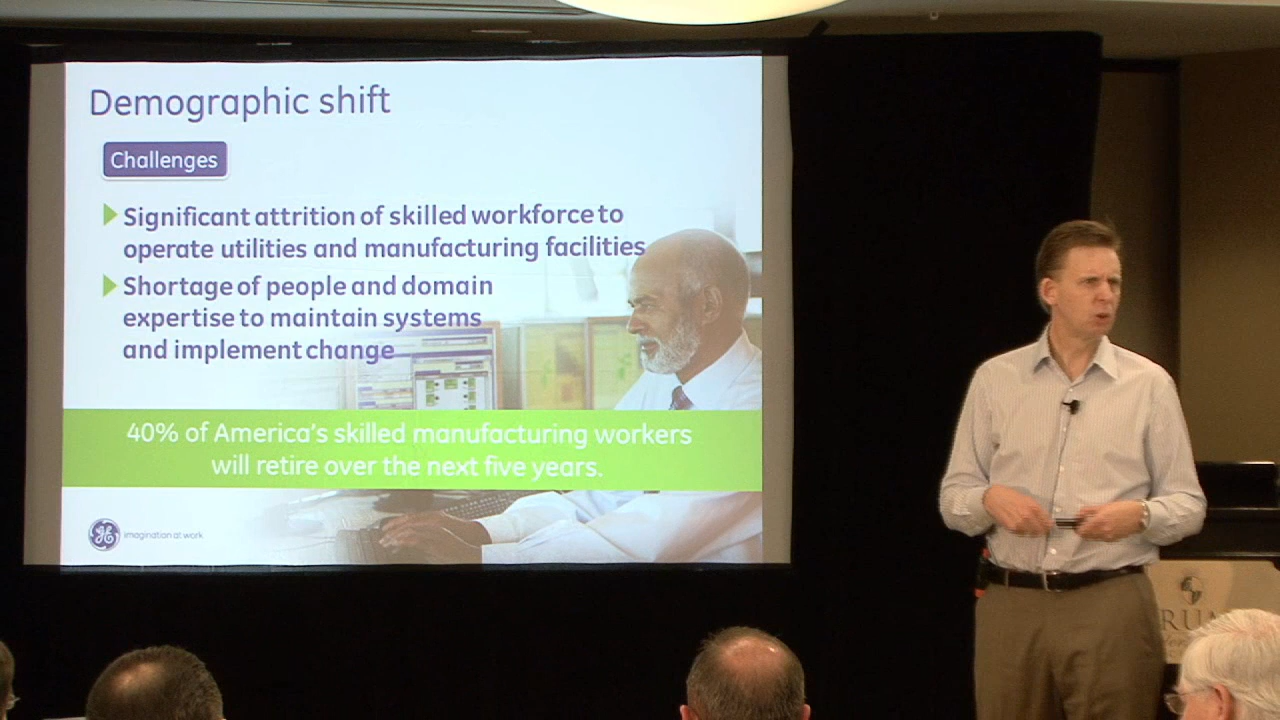 Demographic shift
Challenges
Significant attrition of skilled workforce to
operate utilities and manufacturing facilities
Shortage of people and domain
expertise to maintain systems
and implement change
40% of America's skilled manufacturing workers
will retire over the next five years.
imagination at work